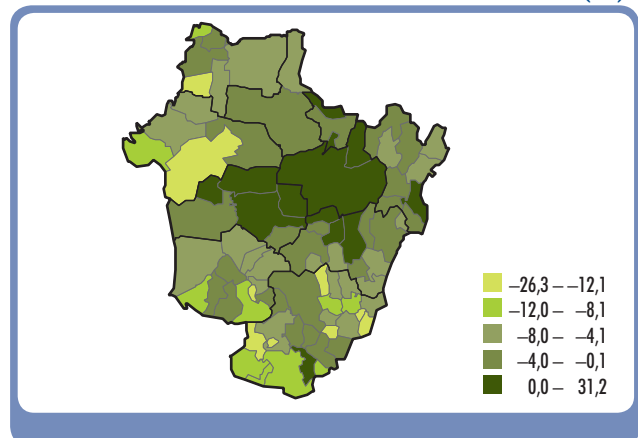 –26,3 – –12,1
–12,0 – –8,1
–8,0 – –4,1
–4,0 – –0,1
0,0 – 31,2